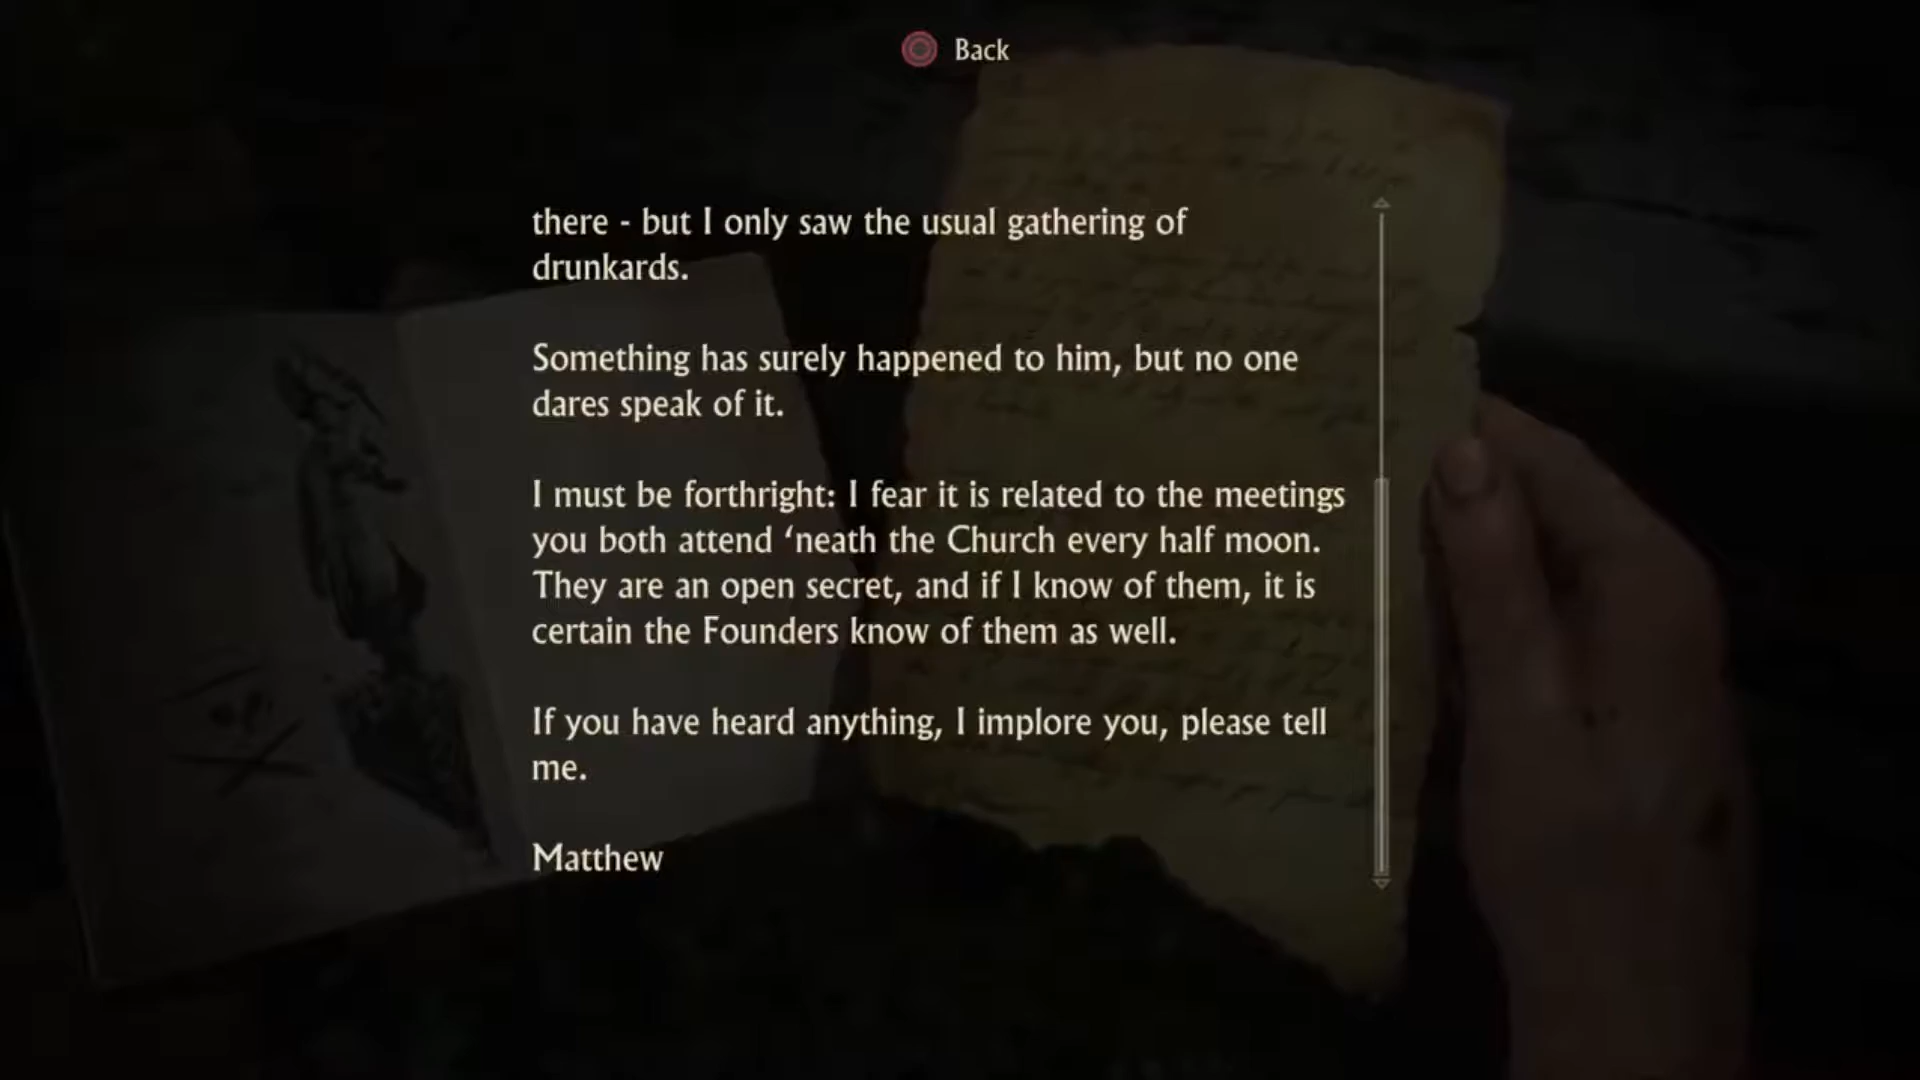 Back
there - but I only saw the usual gathering of
drunkards.
Something has surely happened to him, but no one
dares speak of it.
I must be forthright: I fear it is related to the meetings
you both attend ‘neath the Church every half moon.
They are an open secret, and if I know of them, it is
certain the Founders know of them as well.
If you have heard anything, I implore you, please tell
me.
Matthew